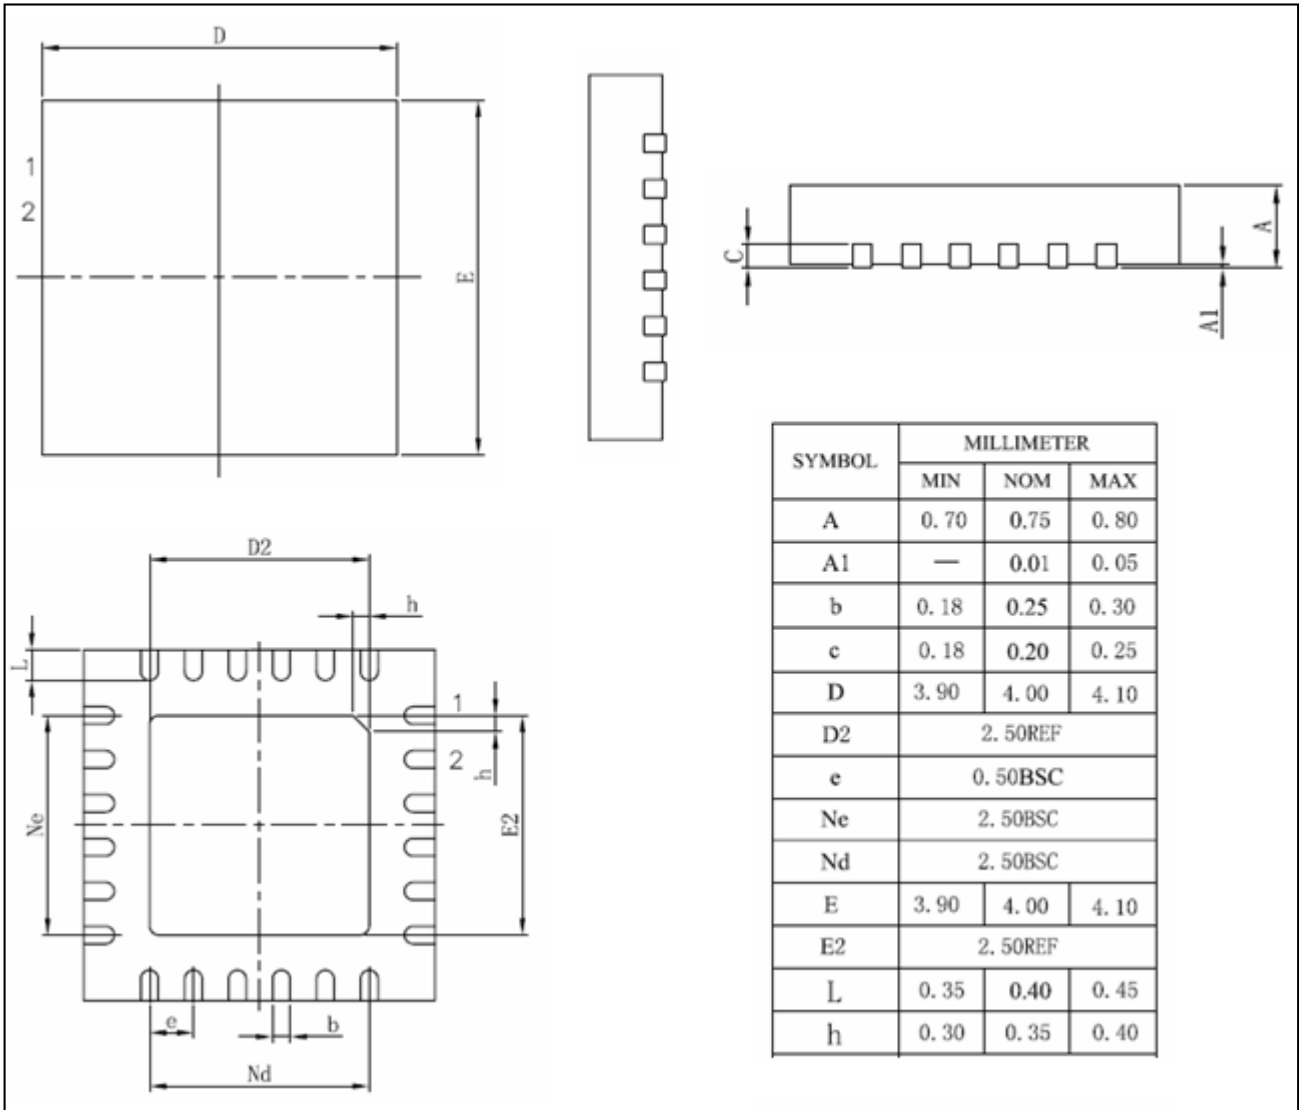 D
1
2
E
C
A
A1
D2
h
L
1
2
h
Ne
E2
e
b
Nd
SYMBOL MILLIMETER
MIN NOM MAX
A 0.70 0.75 0.80
A1 — 0.01 0.05
b 0.18 0.25 0.30
c 0.18 0.20 0.25
D 3.90 4.00 4.10
D2 2.50REF
e 0.50BSC
Ne 2.50BSC
Nd 2.50BSC
E 3.90 4.00 4.10
E2 2.50REF
L 0.35 0.40 0.45
h 0.30 0.35 0.40